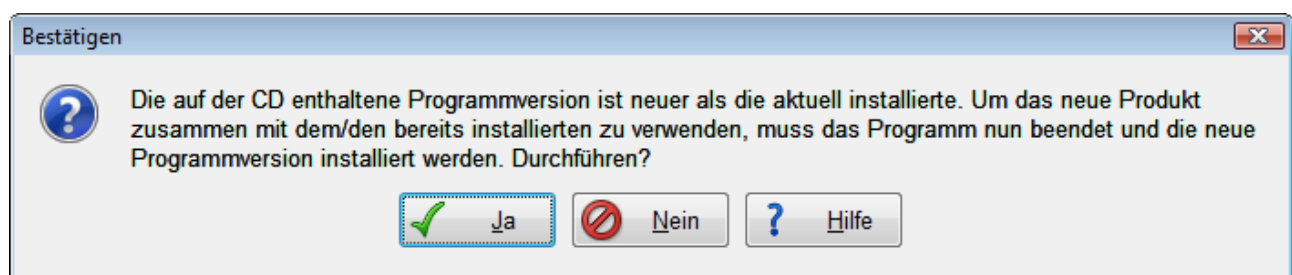 Bestätigen
Die auf der CD enthaltene Programmversion ist neuer als die aktuell installierte. Um das neue Produkt
zusammen mit dem/den bereits installierten zu verwenden, muss das Programm nun beendet und die neue
Programmversion installiert werden. Durchführen?
Ja Nein Hilfe